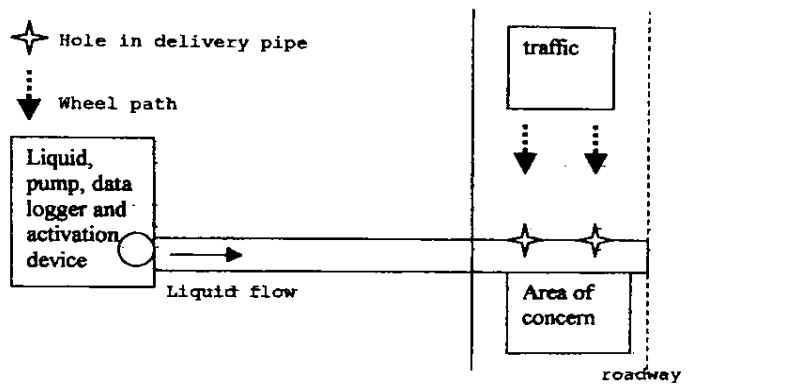 Hole in delivery pipe
traffic
Wheel path
Liquid,
pump, data
logger and
activation
device
Liquid flow
Area of
concern
roadway